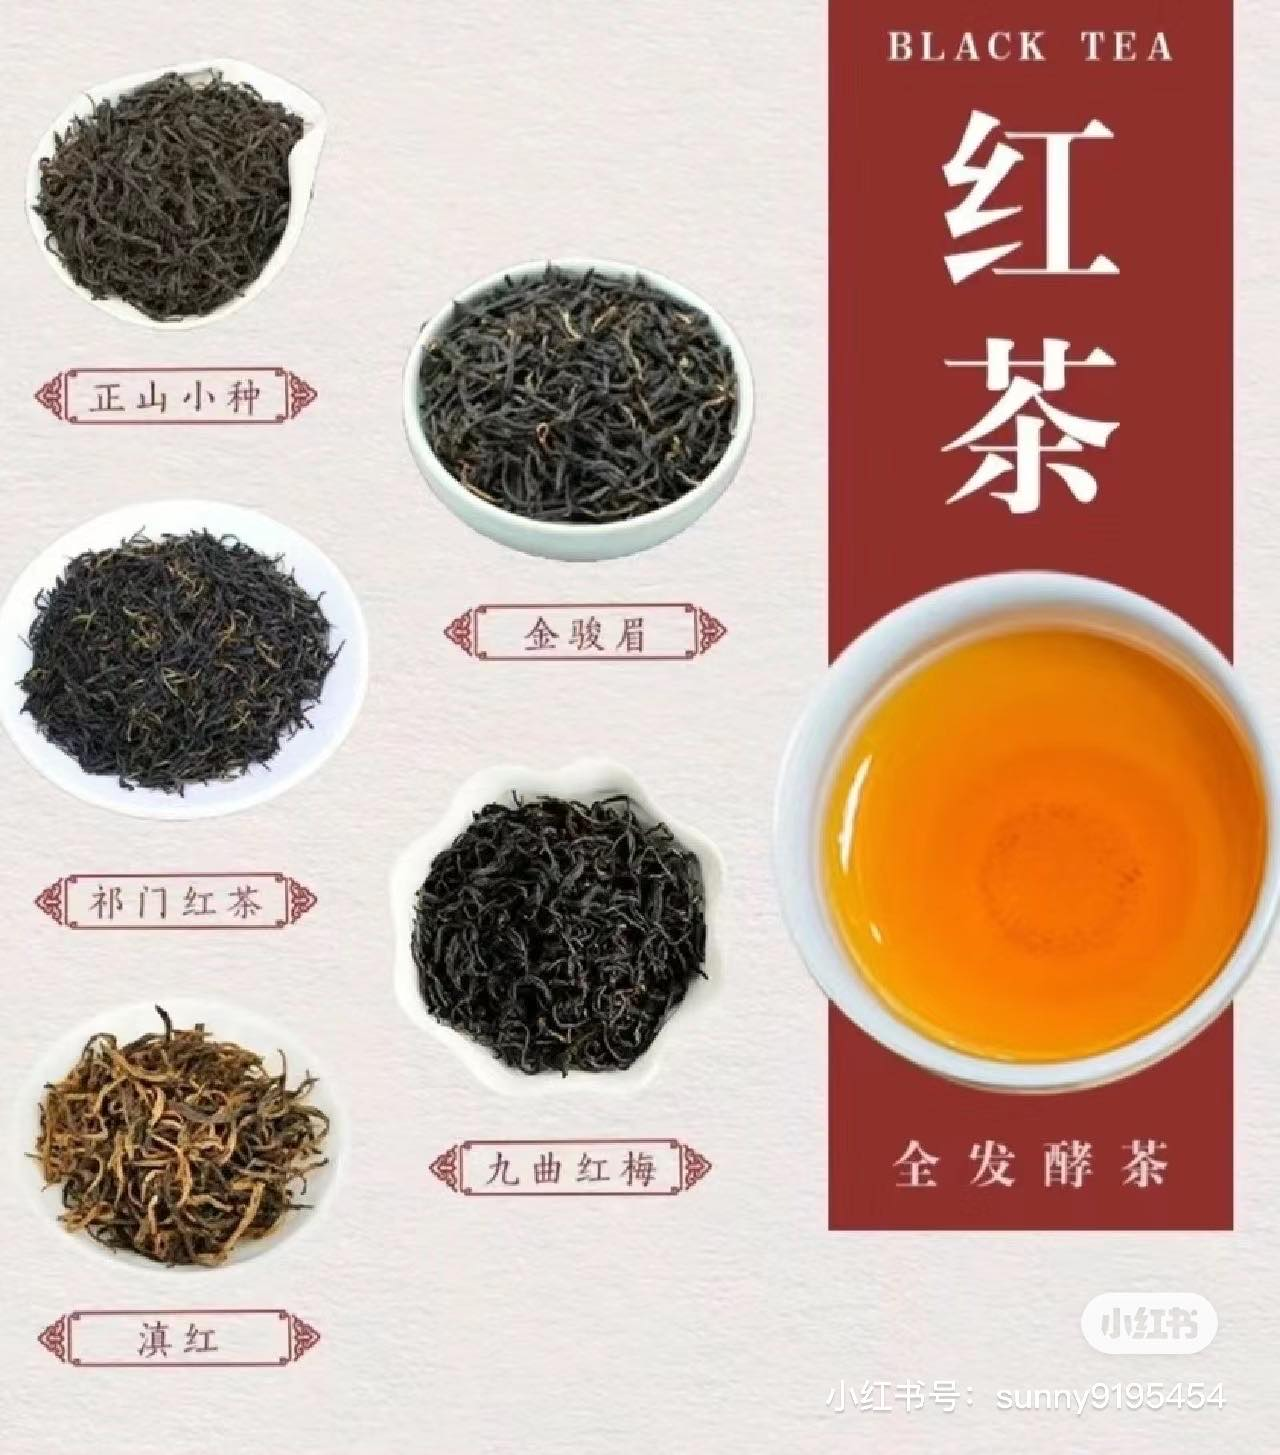 BLACK TEA
红茶
正山小种
金骏眉
祁门红茶
九曲红梅
滇红
全发酵茶
小红书
小红书号：sunny9195454